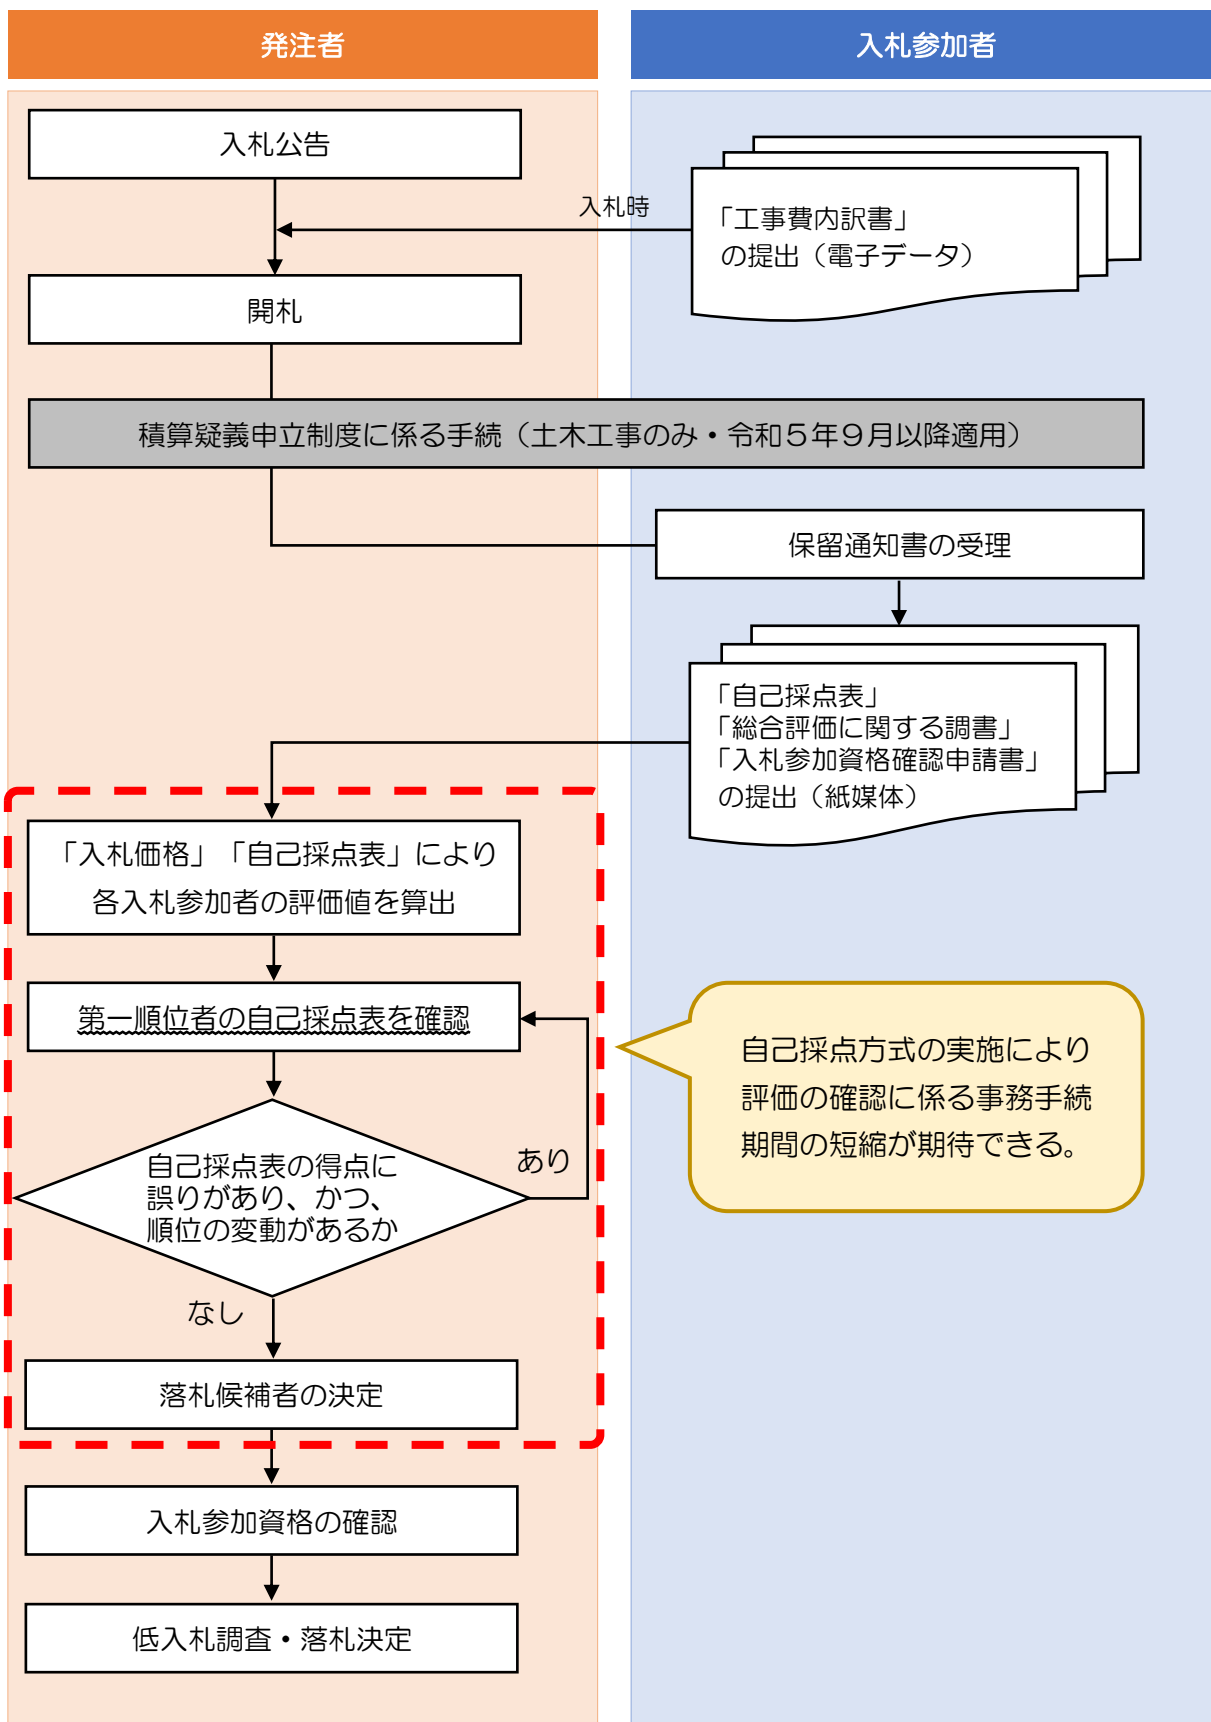 発注者
入札参加者
入札公告
入札時
「工事費内訳書」
の提出（電子データ）
開札
積算疑義申立制度に係る手続（土木工事のみ・令和５年９月以降適用）
保留通知書の受理
「自己採点表」
「総合評価に関する調書」
「入札参加資格確認申請書」
の提出（紙媒体）
「入札価格」「自己採点表」により
各入札参加者の評価値を算出
第一順位者の自己採点表を確認
自己採点方式の実施により
評価の確認に係る事務手続
期間の短縮が期待できる。
自己採点表の得点に
誤りがあり、かつ、
順位の変動があるか
あり
なし
落札候補者の決定
入札参加資格の確認
低入札調査・落札決定